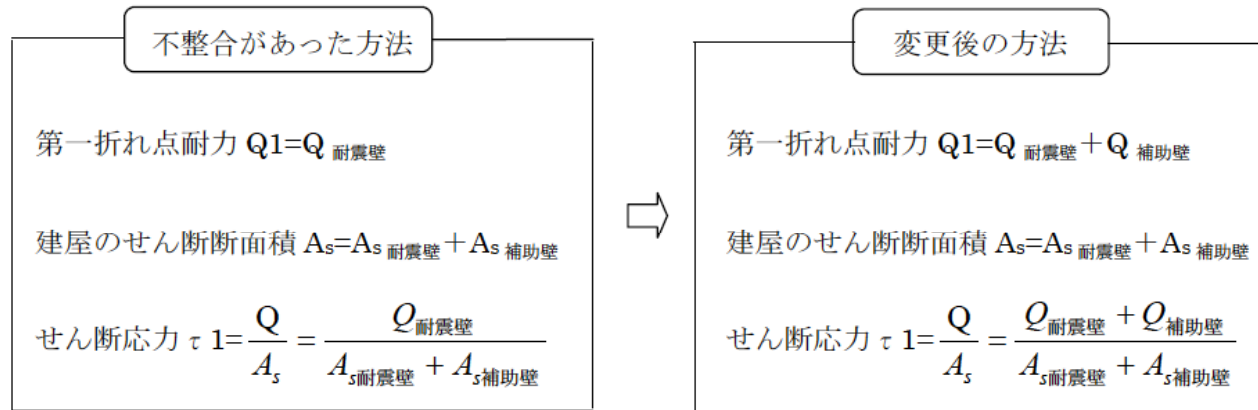 不整合があった方法
第一折れ点耐力 Q1=Q 耐震壁
建屋のせん断断面積 As=As 耐震壁+As 補助壁
せん断応力 τ 1= Q/As = Q耐震壁/(As耐震壁 + As補助壁)
変更後の方法
第一折れ点耐力 Q1=Q 耐震壁+Q 補助壁
建屋のせん断断面積 As=As 耐震壁+As 補助壁
せん断応力 τ 1= Q/As = (Q耐震壁 + Q補助壁)/(As耐震壁 + As補助壁)